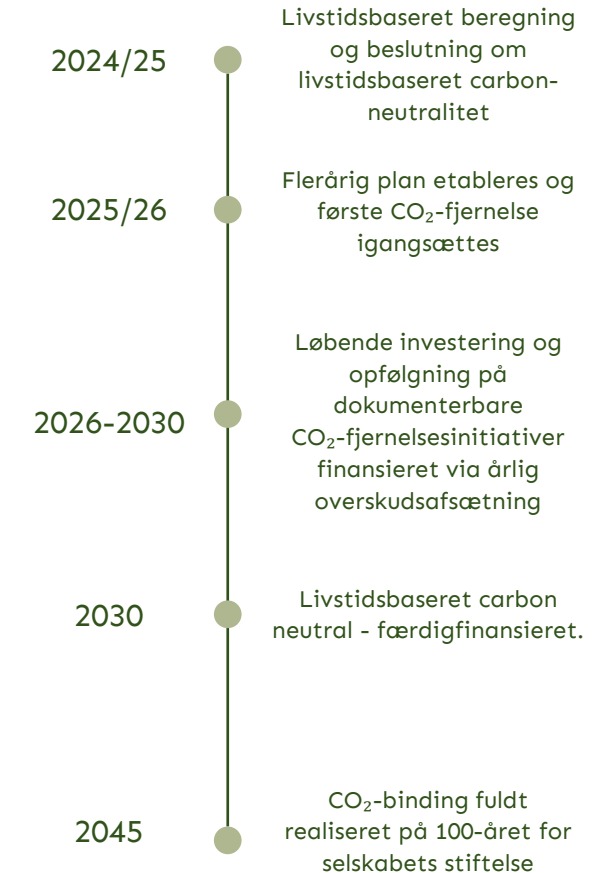 2024/25
Livstidsbaseret beregning
og beslutning om
livstidsbaseret carbon-
neutralitet
2025/26
Flerårig plan etableres og
første CO₂-fjernelse
igangsættes
2026-2030
Løbende investering og
opfølgning på
dokumenterbare
CO₂-fjernelsesinitiativer
finansieret via årlig
overskudsafsætning
2030
Livstidsbaseret carbon
neutral - færdigfinansieret.
2045
CO₂-binding fuldt
realiseret på 100-året for
selskabets stiftelse